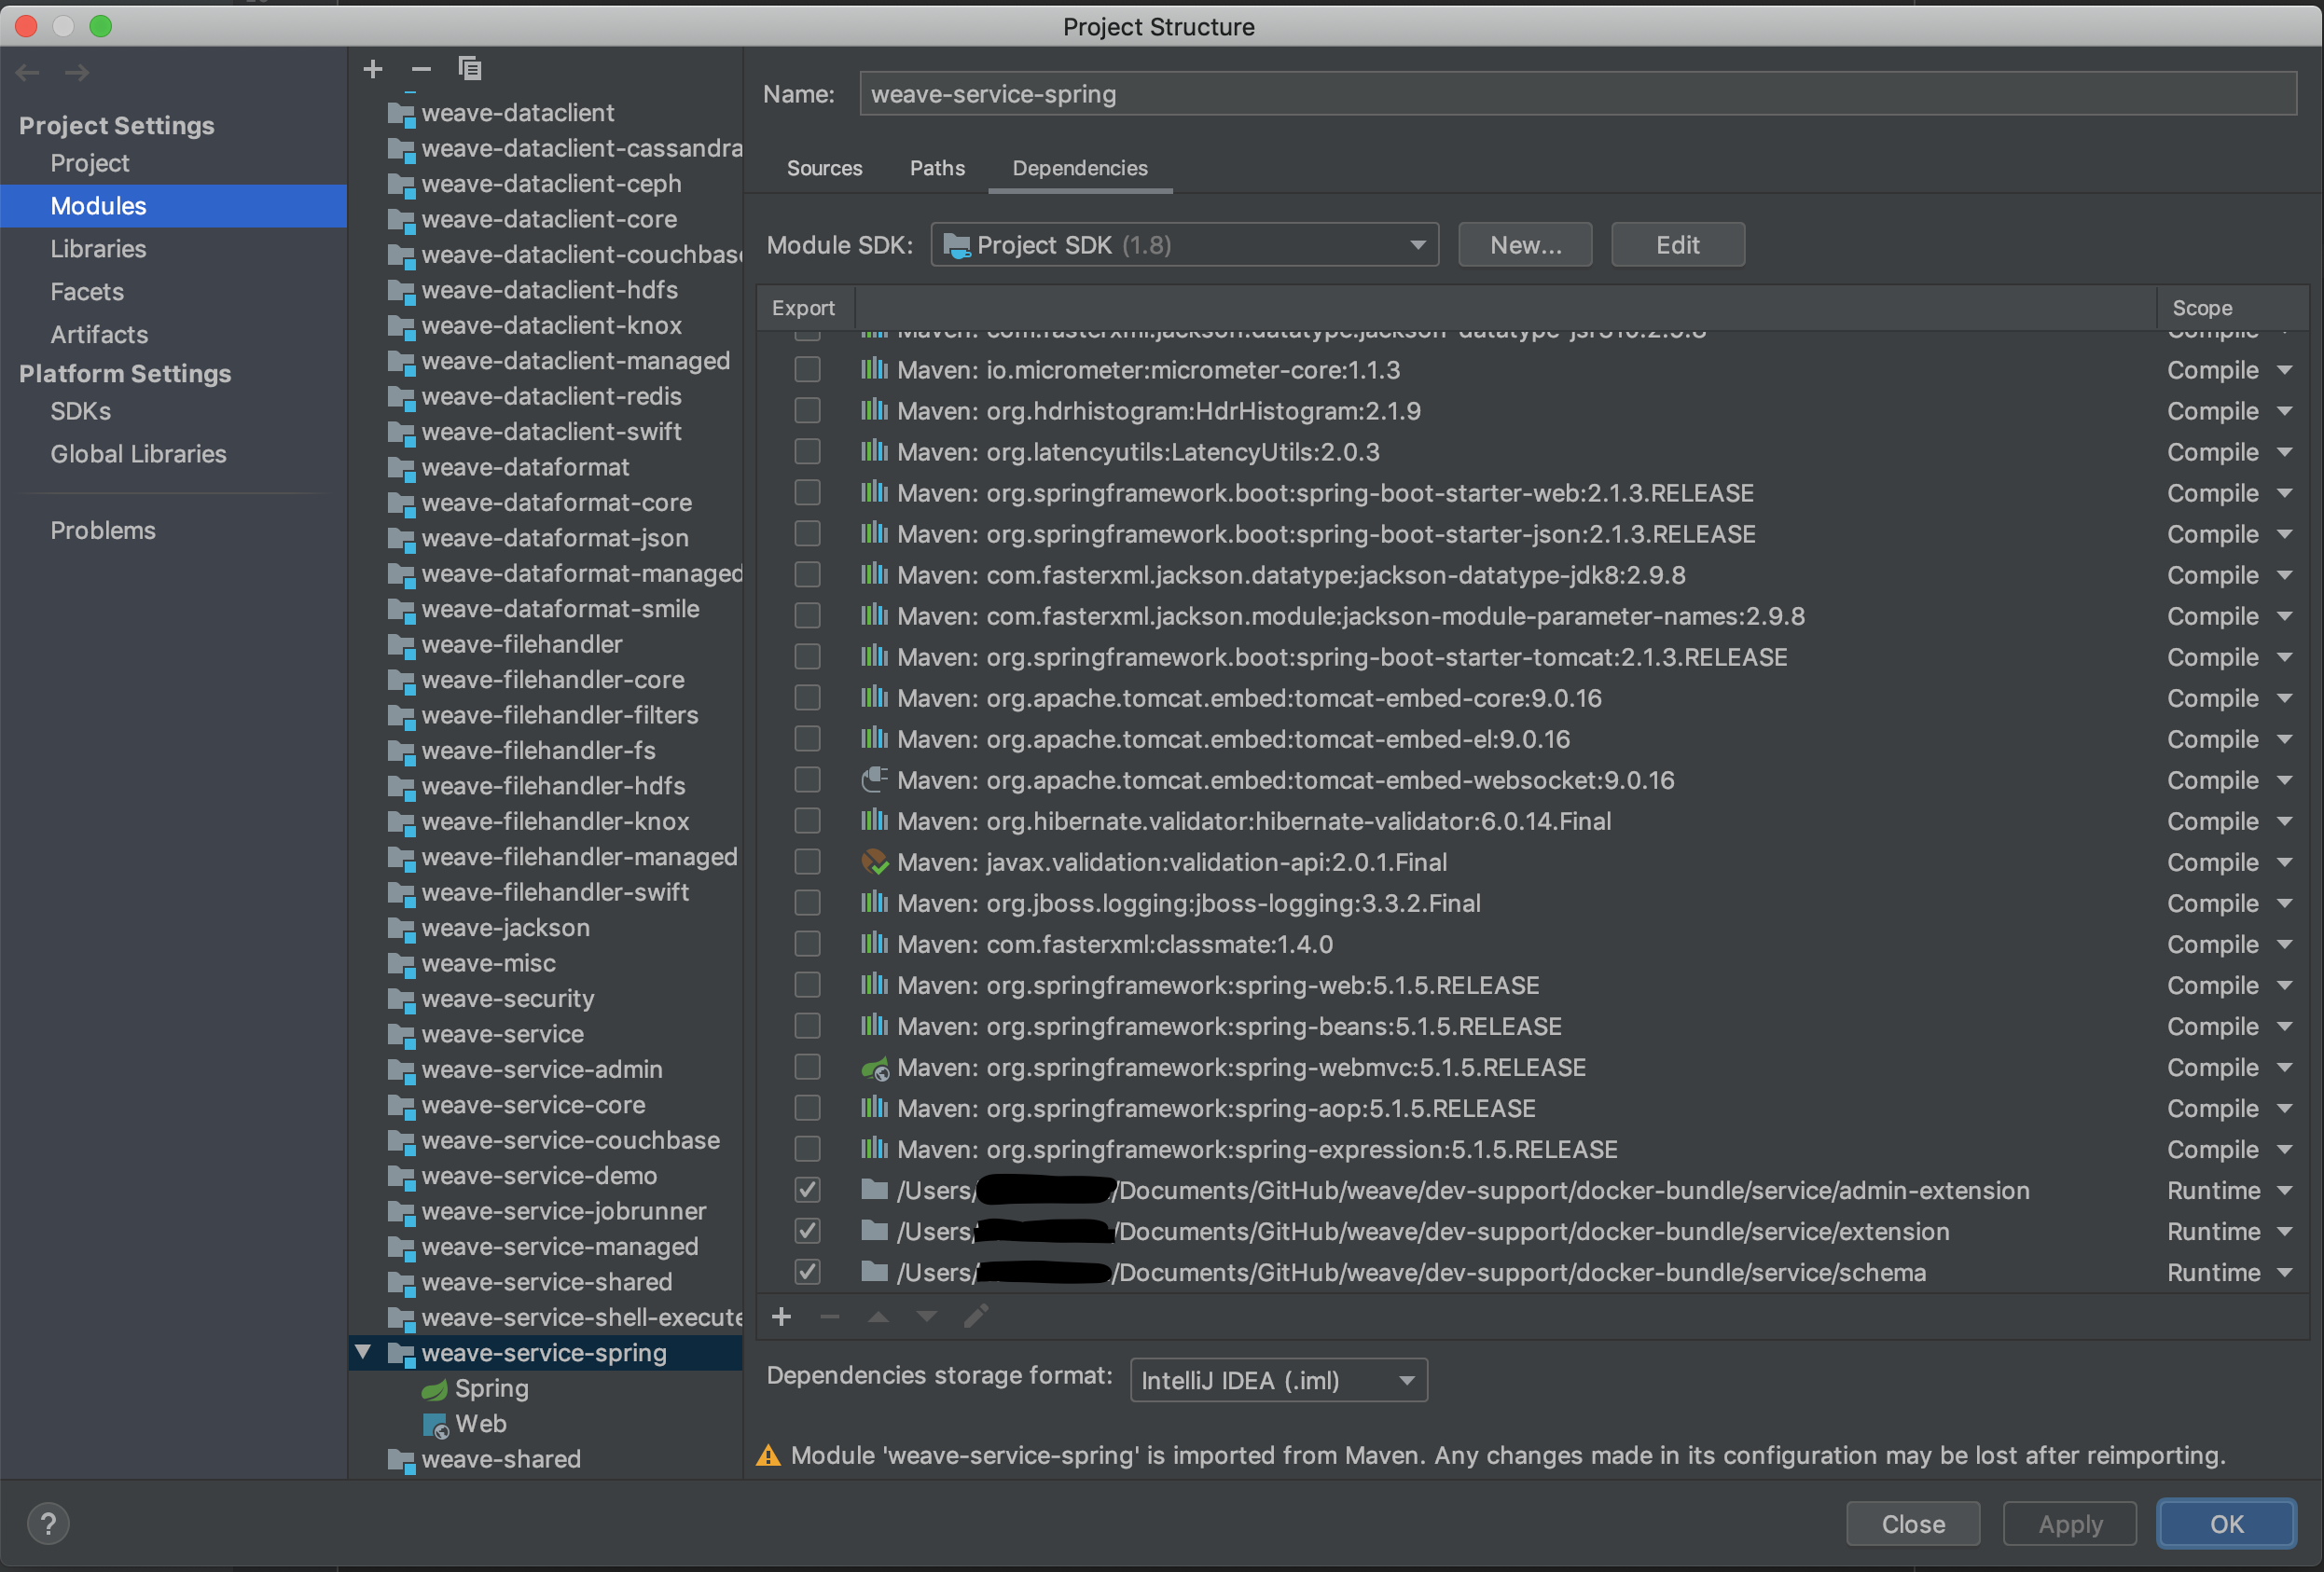 Project Structure
Project Settings
Project
Modules
Libraries
Facets
Artifacts
Platform Settings
SDKs
Global Libraries
Problems
weave-dataclient
weave-dataclient-cassandra
weave-dataclient-ceph
weave-dataclient-core
weave-dataclient-couchbase
weave-dataclient-hdfs
weave-dataclient-knox
weave-dataclient-managed
weave-dataclient-redis
weave-dataclient-swift
weave-dataformat
weave-dataformat-core
weave-dataformat-json
weave-dataformat-managed
weave-dataformat-smile
weave-filehandler
weave-filehandler-core
weave-filehandler-filters
weave-filehandler-fs
weave-filehandler-hdfs
weave-filehandler-knox
weave-filehandler-managed
weave-filehandler-swift
weave-jackson
weave-misc
weave-security
weave-service
weave-service-admin
weave-service-core
weave-service-couchbase
weave-service-demo
weave-service-jobrunner
weave-service-managed
weave-service-shared
weave-service-shell-execute
weave-service-spring
Spring
Web
weave-shared
Name: weave-service-spring
Sources Paths Dependencies
Module SDK: Project SDK (1.8) New... Edit
Export Scope
Maven: com.fasterxml.jackson.datatype:jackson-datatype-jsr310:2.9.8 Compile
Maven: io.micrometer:micrometer-core:1.1.3 Compile
Maven: org.hdrhistogram:HdrHistogram:2.1.9 Compile
Maven: org.latencyutils:LatencyUtils:2.0.3 Compile
Maven: org.springframework.boot:spring-boot-starter-web:2.1.3.RELEASE Compile
Maven: org.springframework.boot:spring-boot-starter-json:2.1.3.RELEASE Compile
Maven: com.fasterxml.jackson.datatype:jackson-datatype-jdk8:2.9.8 Compile
Maven: com.fasterxml.jackson.module:jackson-module-parameter-names:2.9.8 Compile
Maven: org.springframework.boot:spring-boot-starter-tomcat:2.1.3.RELEASE Compile
Maven: org.apache.tomcat.embed:tomcat-embed-core:9.0.16 Compile
Maven: org.apache.tomcat.embed:tomcat-embed-el:9.0.16 Compile
Maven: org.apache.tomcat.embed:tomcat-embed-websocket:9.0.16 Compile
Maven: org.hibernate.validator:hibernate-validator:6.0.14.Final Compile
Maven: javax.validation:validation-api:2.0.1.Final Compile
Maven: org.jboss.logging:jboss-logging:3.3.2.Final Compile
Maven: com.fasterxml:classmate:1.4.0 Compile
Maven: org.springframework:spring-web:5.1.5.RELEASE Compile
Maven: org.springframework:spring-beans:5.1.5.RELEASE Compile
Maven: org.springframework:spring-webmvc:5.1.5.RELEASE Compile
Maven: org.springframework:spring-aop:5.1.5.RELEASE Compile
Maven: org.springframework:spring-expression:5.1.5.RELEASE Compile
/Users/ /Documents/GitHub/weave/dev-support/docker-bundle/service/admin-extension Runtime
/Users/ /Documents/GitHub/weave/dev-support/docker-bundle/service/extension Runtime
/Users/ /Documents/GitHub/weave/dev-support/docker-bundle/service/schema Runtime
Dependencies storage format: IntelliJ IDEA (.iml)
Module 'weave-service-spring' is imported from Maven. Any changes made in its configuration may be lost after reimporting.
? Close Apply OK